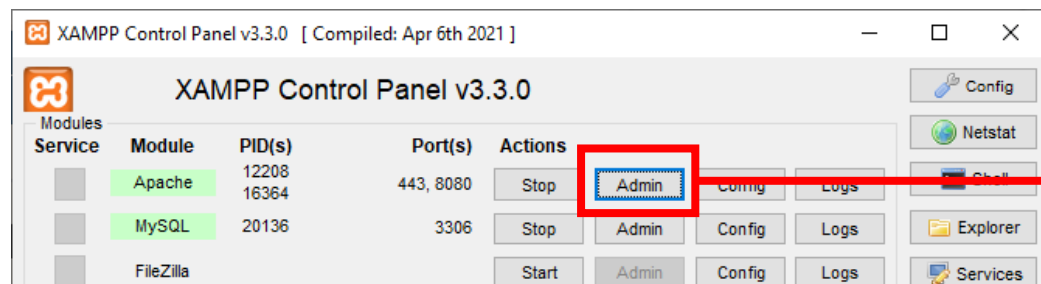 XAMPP Control Panel v3.3.0 [ Compiled: Apr 6th 2021 ]
XAMPP Control Panel v3.3.0
Config
Modules
Service Module PID(s) Port(s) Actions
Netstat
Apache 12208 16364 443, 8080 Stop Admin Config Logs
Shell
MySQL 20136 3306 Stop Admin Config Logs
Explorer
FileZilla Start Admin Config Logs
Services